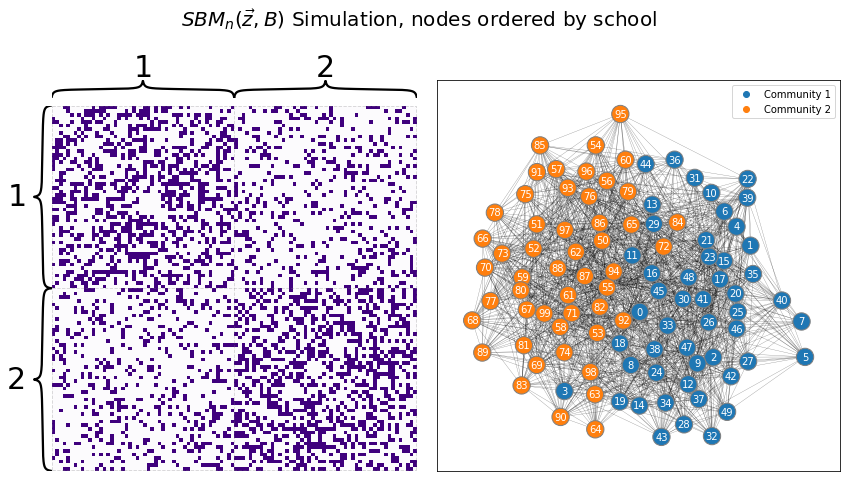 $SBM_n(\vec{z}, B)$ Simulation, nodes ordered by school
1 2
1
2
Community 1
Community 2
95
85 54
60 44 36
91 57 96 31 22
93 56
75 76 79 10 39
78 13 6
51 86 65 29 84 4
66 97 50 21 1
73 52 62 11 72 23 15
70 88 94 16 35
59 87 48 17
80 55 45 20
77 61 30 41 40
67 99 71 82 0 25
68 58 92 33 26 46 7
53
81 18 47
89 74 38 2 5
69 8 9 27
98 24 42
83 3 12
63 19 14 34 37
90 49
64 28
43 32